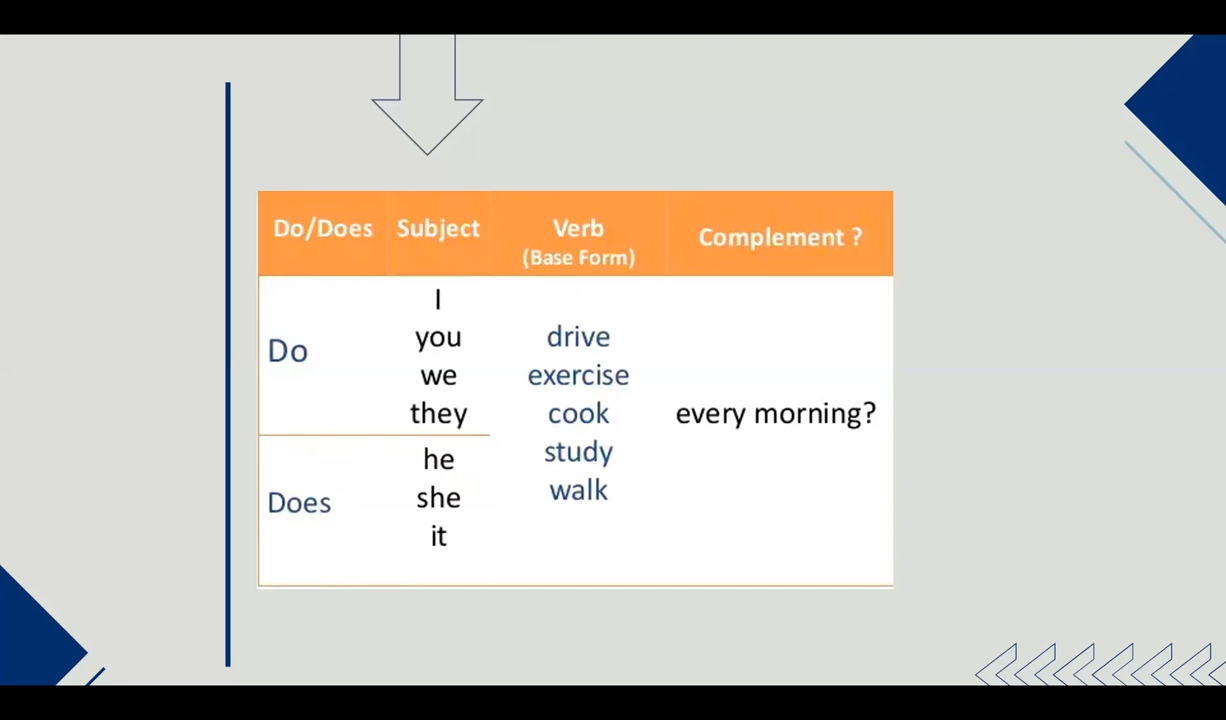 Do/Does Subject Verb Complement ?
(Base Form)
Do
I
you
we
they
Does
he
she
it
drive
exercise
cook
study
walk
every morning?